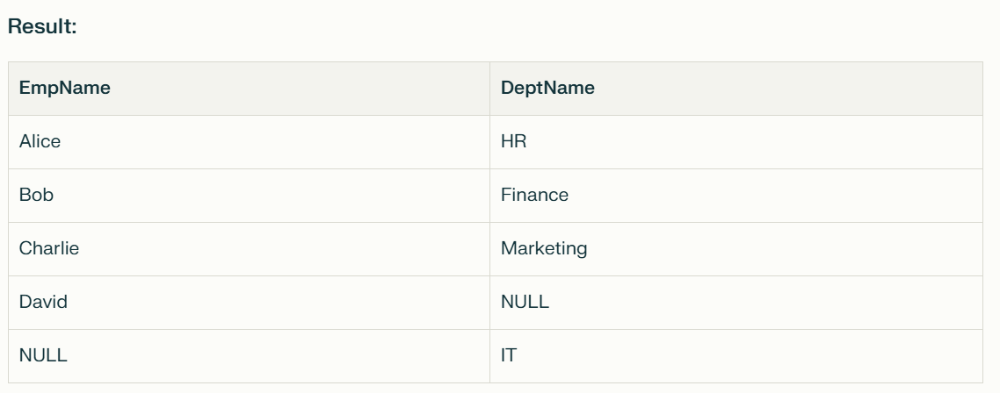 Result:
EmpName DeptName
Alice HR
Bob Finance
Charlie Marketing
David NULL
NULL IT